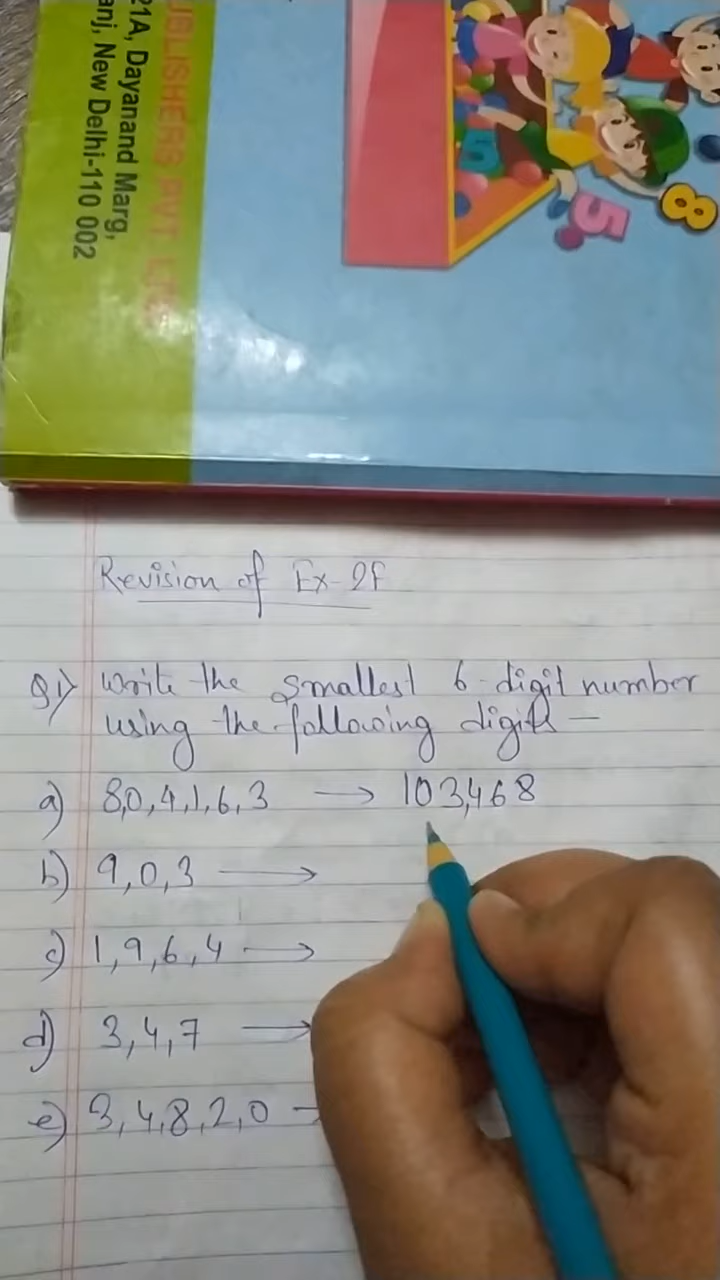 UBLISHERS PVT. LT
21A, Dayanand Marg,
anj, New Delhi-110 002
5
5
8
Revision of Ex-2F
Q1) Write the smallest 6-digit number
using the following digits —
a) 8,0,4,1,6,3 → 103,468
b) 9,0,3 →
c) 1,9,6,4 →
d) 3,4,7 →
e) 3,4,8,2,0 →